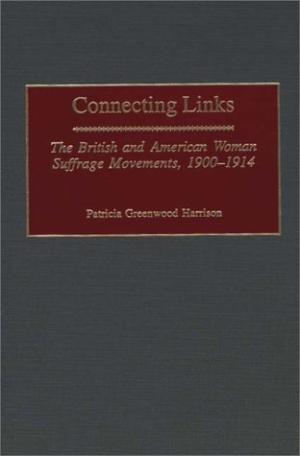 Connecting Links
The British and American Woman
Suffrage Movements, 1900–1914
Patricia Greenwood Harrison